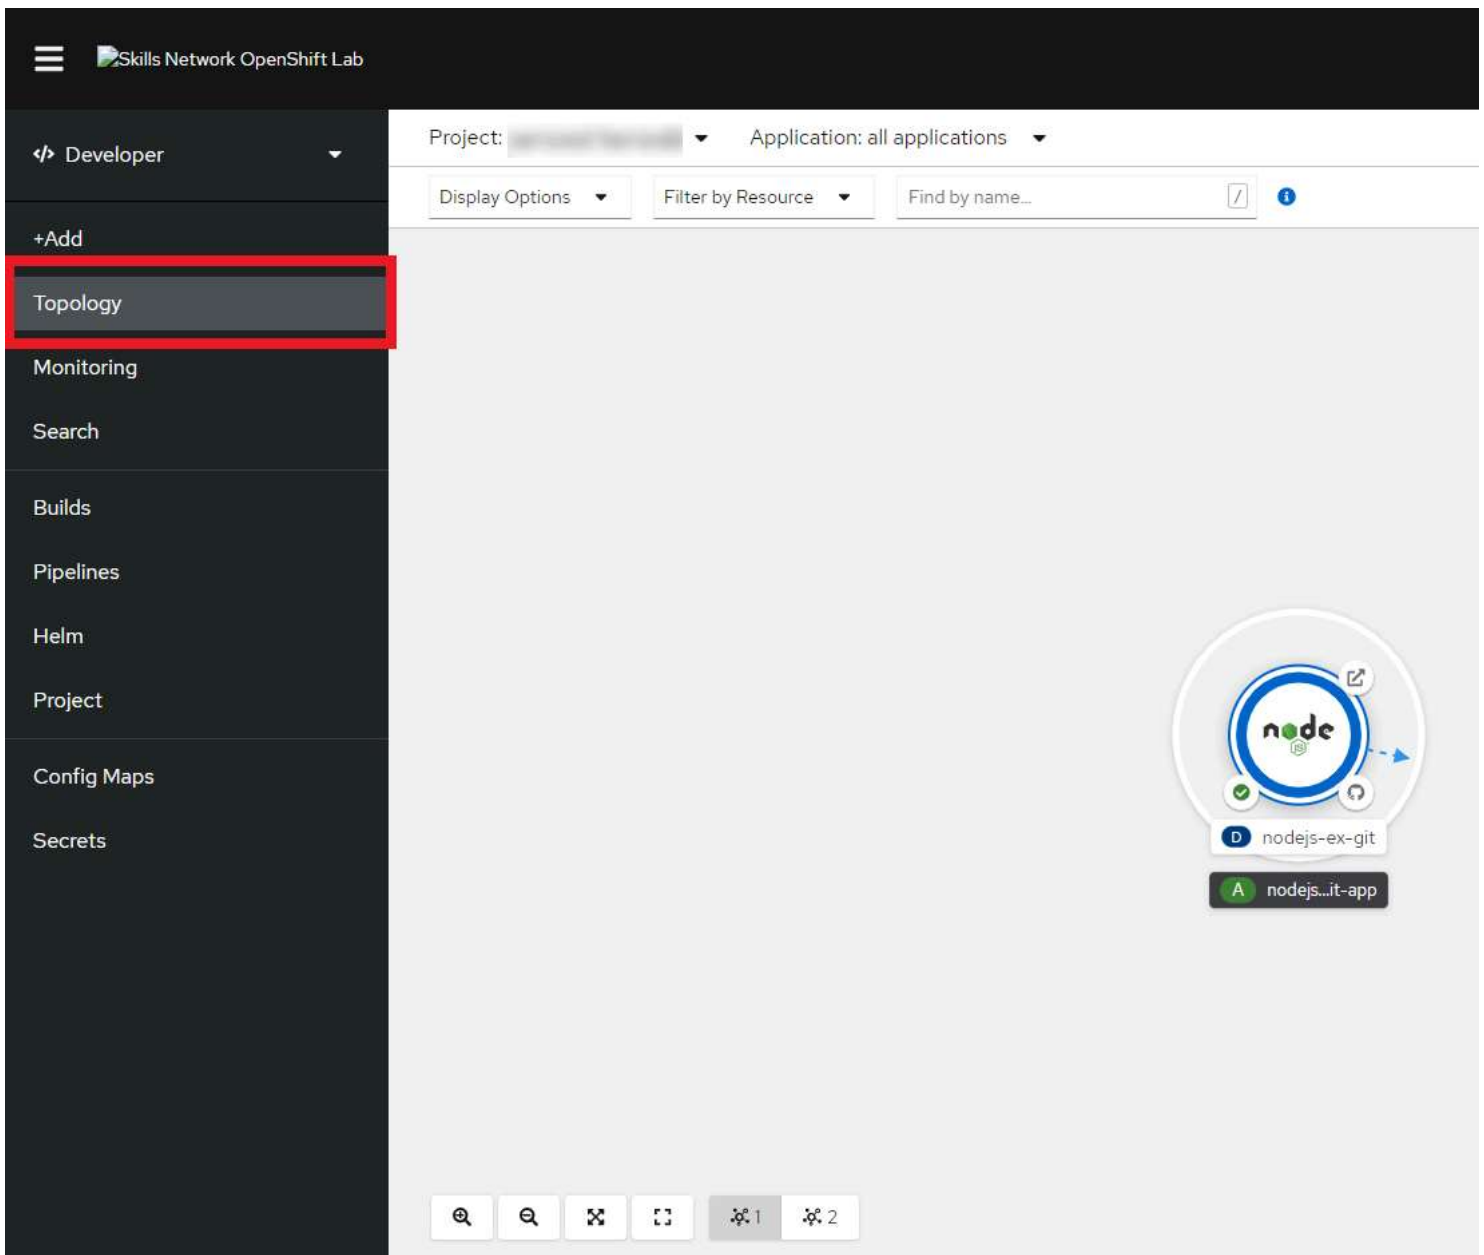 Skills Network OpenShift Lab
Developer
Project:
Application: all applications
Display Options
Filter by Resource
Find by name...
/
+Add
Topology
Monitoring
Search
Builds
Pipelines
Helm
Project
Config Maps
Secrets
node
JS
D nodejs-ex-git
A nodejs...it-app
1
2